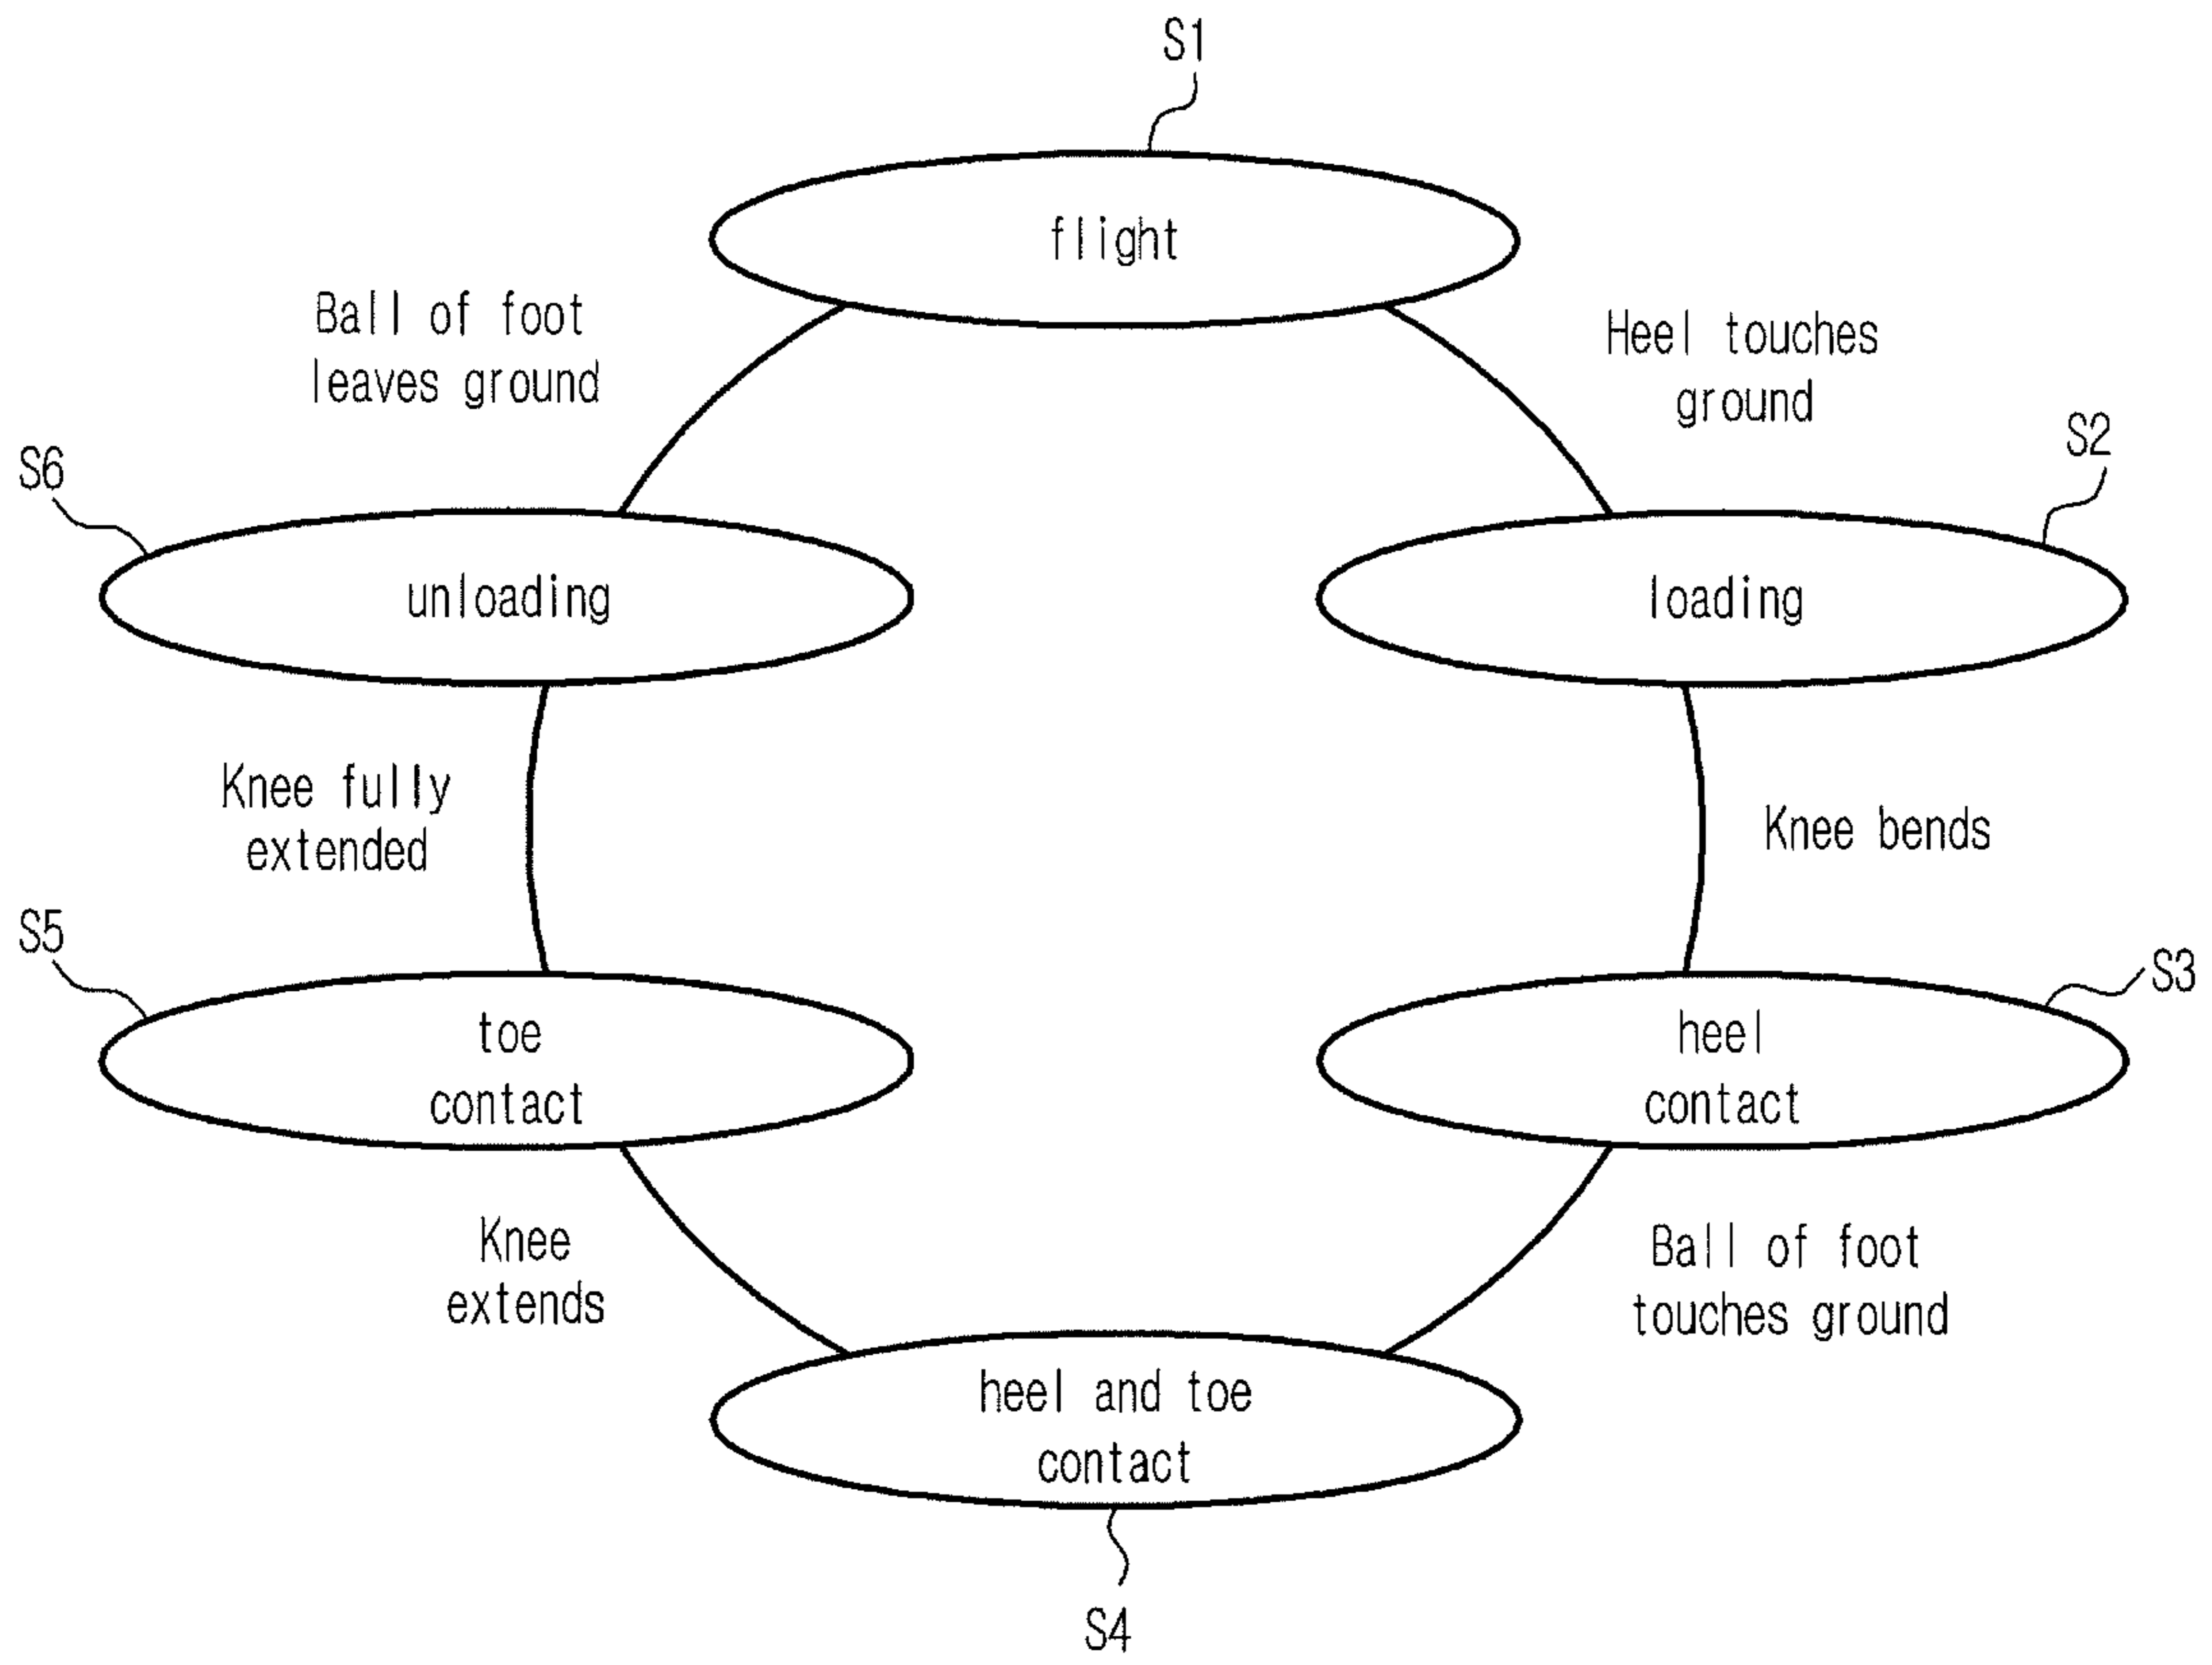 S1
flight
Ball of foot
leaves ground
Heel touches
ground
S6
S2
unloading
loading
Knee fully
extended
Knee bends
S5
S3
toe
contact
heel
contact
Knee
extends
Ball of foot
touches ground
heel and toe
contact
S4